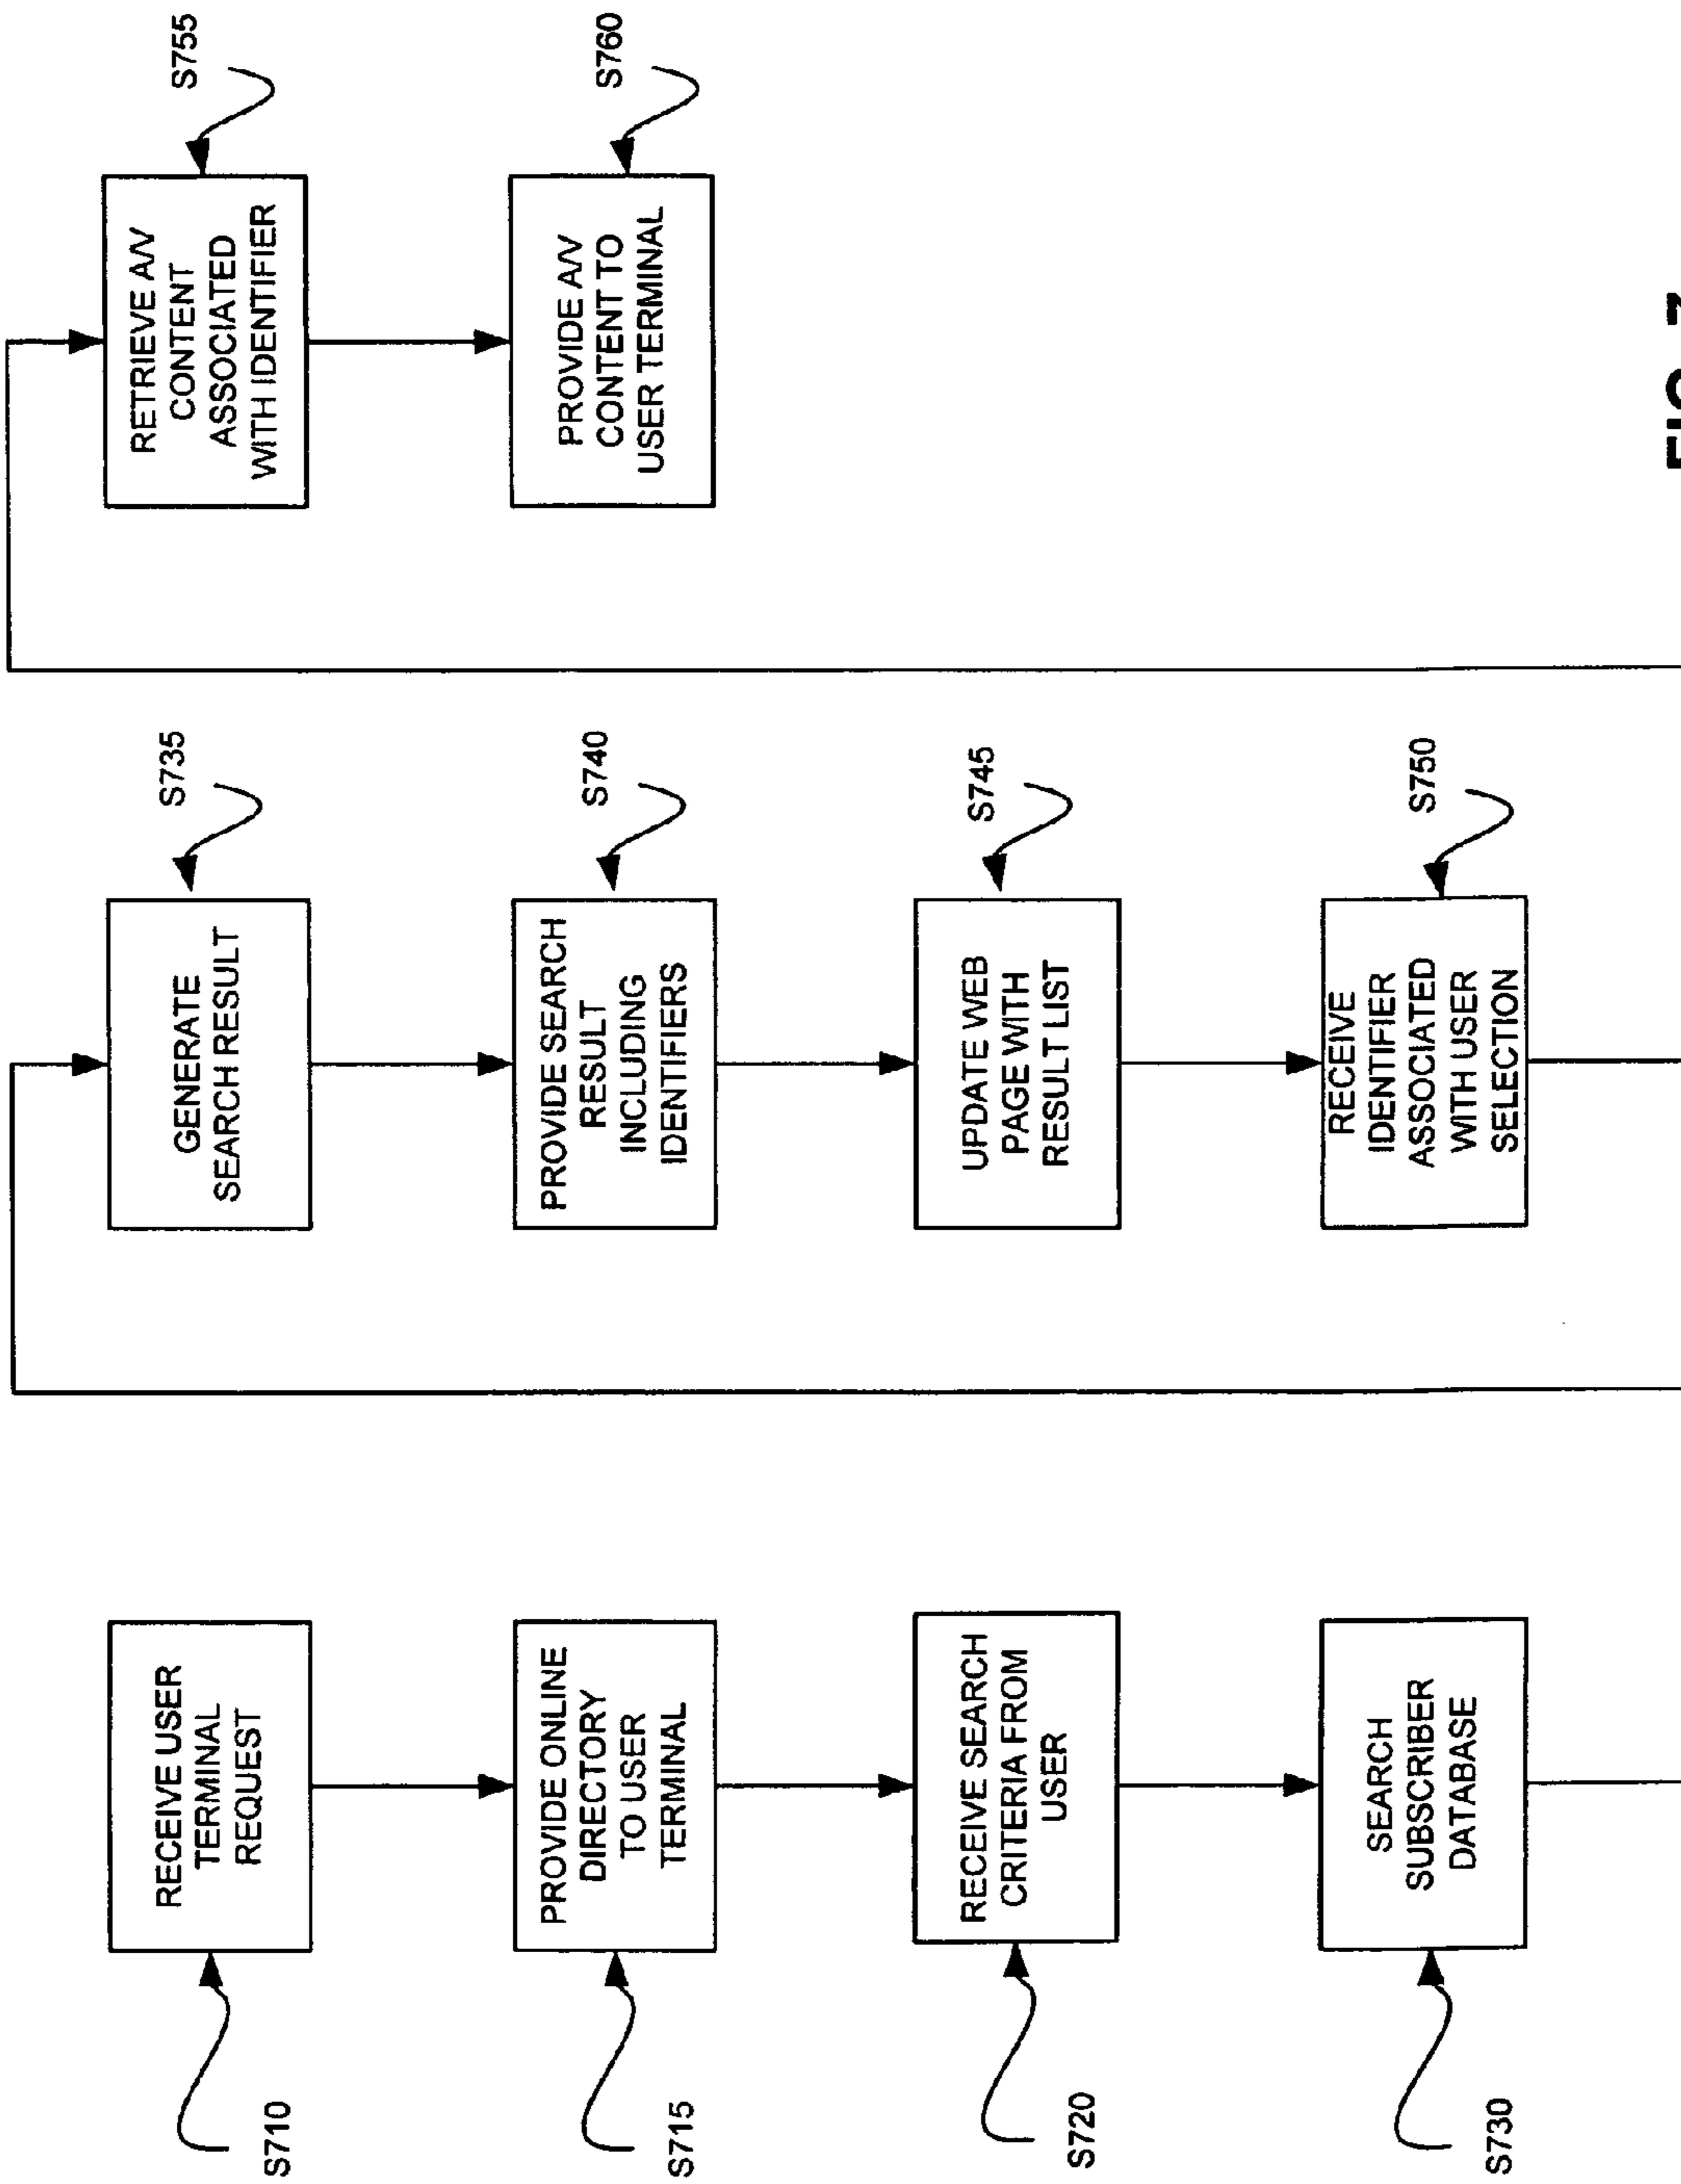 S710
RECEIVE USER
TERMINAL
REQUEST
S715
PROVIDE ONLINE
DIRECTORY
TO USER
TERMINAL
S720
RECEIVE SEARCH
CRITERIA FROM
USER
S730
SEARCH
SUBSCRIBER
DATABASE
S735
GENERATE
SEARCH RESULT
S740
PROVIDE SEARCH
RESULT
INCLUDING
IDENTIFIERS
S745
UPDATE WEB
PAGE WITH
RESULT LIST
S750
RECEIVE
IDENTIFIER
ASSOCIATED
WITH USER
SELECTION
S755
RETRIEVE A/V
CONTENT
ASSOCIATED
WITH IDENTIFIER
S760
PROVIDE A/V
CONTENT TO
USER TERMINAL
FIG. 7